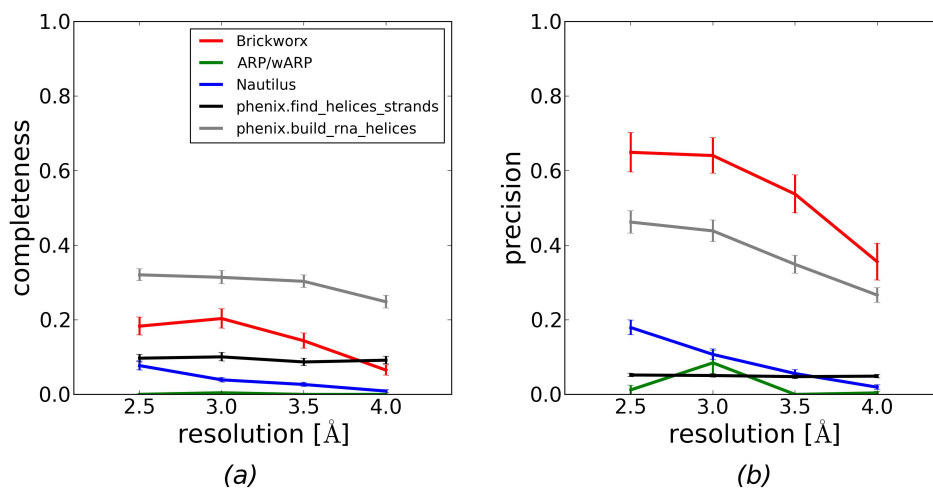 1.0
0.8
0.6
0.4
0.2
0.0
completeness
2.5 3.0 3.5 4.0
resolution [Å]
(a)
Brickworx
ARP/wARP
Nautilus
phenix.find_helices_strands
phenix.build_rna_helices
1.0
0.8
0.6
0.4
0.2
0.0
precision
2.5 3.0 3.5 4.0
resolution [Å]
(b)